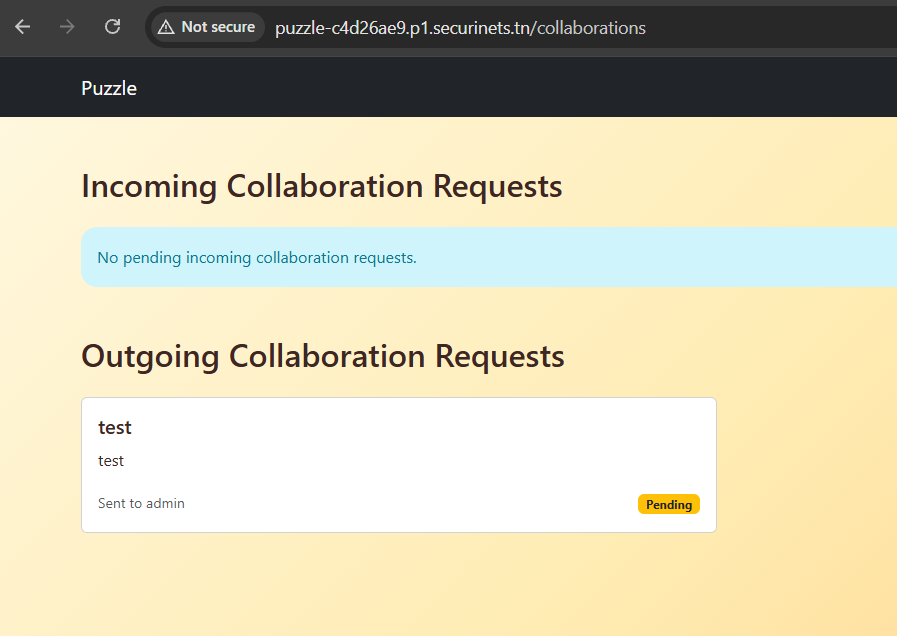 Not secure puzzle-c4d26ae9.p1.securinets.tn/collaborations
Puzzle
Incoming Collaboration Requests
No pending incoming collaboration requests.
Outgoing Collaboration Requests
test
test
Sent to admin Pending